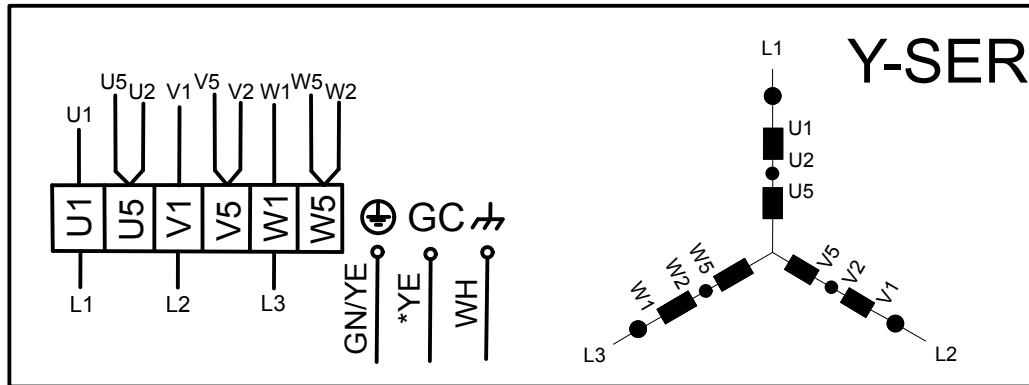 Y-SER
U1 U5 U2 V1 V5 V2 W1 W5 W2
U1 U5 V1 V5 W1 W5
L1 L2 L3
GC
GN/YE *YE WH
L1
U1
U2
U5
W1 W2 W5 V5 V2 V1
L3 L2